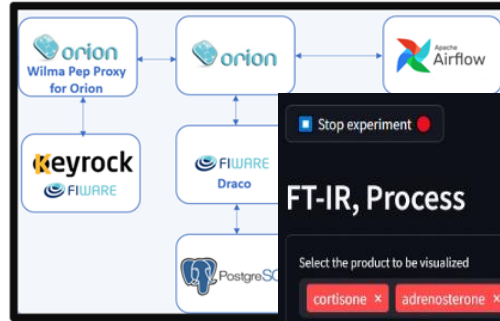 orion
Wilma Pep Proxy
for Orion
orion
Apache
Airflow
keyrock
FIWARE
FIWARE
Draco
PostgreSQ
Stop experiment
FT-IR, Process
Select the product to be visualized
cortisone ×
adrenosterone ×